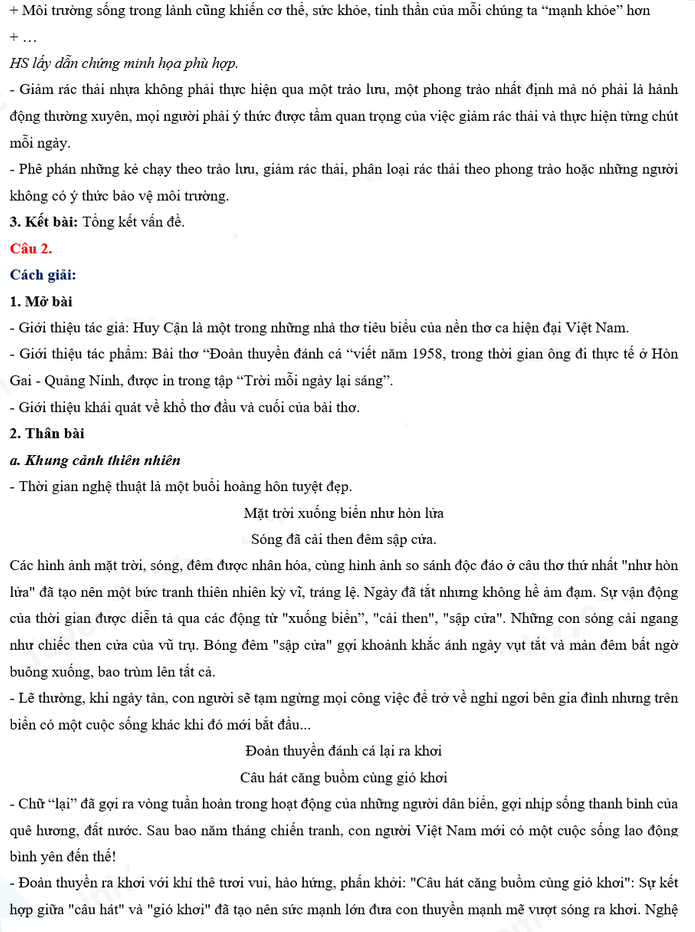 + Môi trường sống trong lành cũng khiến cơ thể, sức khỏe, tinh thần của mỗi chúng ta “mạnh khỏe” hơn
+ …
HS lấy dẫn chứng minh họa phù hợp.
- Giảm rác thải nhựa không phải thực hiện qua một trào lưu, một phong trào nhất định mà nó phải là hành
động thường xuyên, mọi người phải ý thức được tầm quan trọng của việc giảm rác thải và thực hiện từng chút
mỗi ngày.
- Phê phán những kẻ chạy theo trào lưu, giảm rác thải, phân loại rác thải theo phong trào hoặc những người
không có ý thức bảo vệ môi trường.
3. Kết bài: Tổng kết vấn đề.
Câu 2.
Cách giải:
1. Mở bài
- Giới thiệu tác giả: Huy Cận là một trong những nhà thơ tiêu biểu của nền thơ ca hiện đại Việt Nam.
- Giới thiệu tác phẩm: Bài thơ “Đoàn thuyền đánh cá “viết năm 1958, trong thời gian ông đi thực tế ở Hòn
Gai - Quảng Ninh, được in trong tập “Trời mỗi ngày lại sáng”.
- Giới thiệu khái quát về khổ thơ đầu và cuối của bài thơ.
2. Thân bài
a. Khung cảnh thiên nhiên
- Thời gian nghệ thuật là một buổi hoàng hôn tuyệt đẹp.
Mặt trời xuống biển như hòn lửa
Sóng đã cài then đêm sập cửa.
Các hình ảnh mặt trời, sóng, đêm được nhân hóa, cùng hình ảnh so sánh độc đáo ở câu thơ thứ nhất "như hòn
lửa" đã tạo nên một bức tranh thiên nhiên kỳ vĩ, tráng lệ. Ngày đã tắt nhưng không hề ảm đạm. Sự vận động
của thời gian được diễn tả qua các động từ "xuống biển”, "cài then", "sập cửa". Những con sóng cài ngang
như chiếc then cửa của vũ trụ. Bóng đêm "sập cửa" gợi khoảnh khắc ánh ngày vụt tắt và màn đêm bất ngờ
buông xuống, bao trùm lên tất cả.
- Lẽ thường, khi ngày tàn, con người sẽ tạm ngừng mọi công việc để trở về nghỉ ngơi bên gia đình nhưng trên
biển có một cuộc sống khác khi đó mới bắt đầu...
Đoàn thuyền đánh cá lại ra khơi
Câu hát căng buồm cùng gió khơi
- Chữ “lại” đã gợi ra vòng tuần hoàn trong hoạt động của những người dân biển, gợi nhịp sống thanh bình của
quê hương, đất nước. Sau bao năm tháng chiến tranh, con người Việt Nam mới có một cuộc sống lao động
bình yên đến thế!
- Đoàn thuyền ra khơi với khí thế tươi vui, hào hứng, phấn khởi: "Câu hát căng buồm cùng gió khơi": Sự kết
hợp giữa "câu hát" và "gió khơi" đã tạo nên sức mạnh lớn đưa con thuyền mạnh mẽ vượt sóng ra khơi. Nghệ